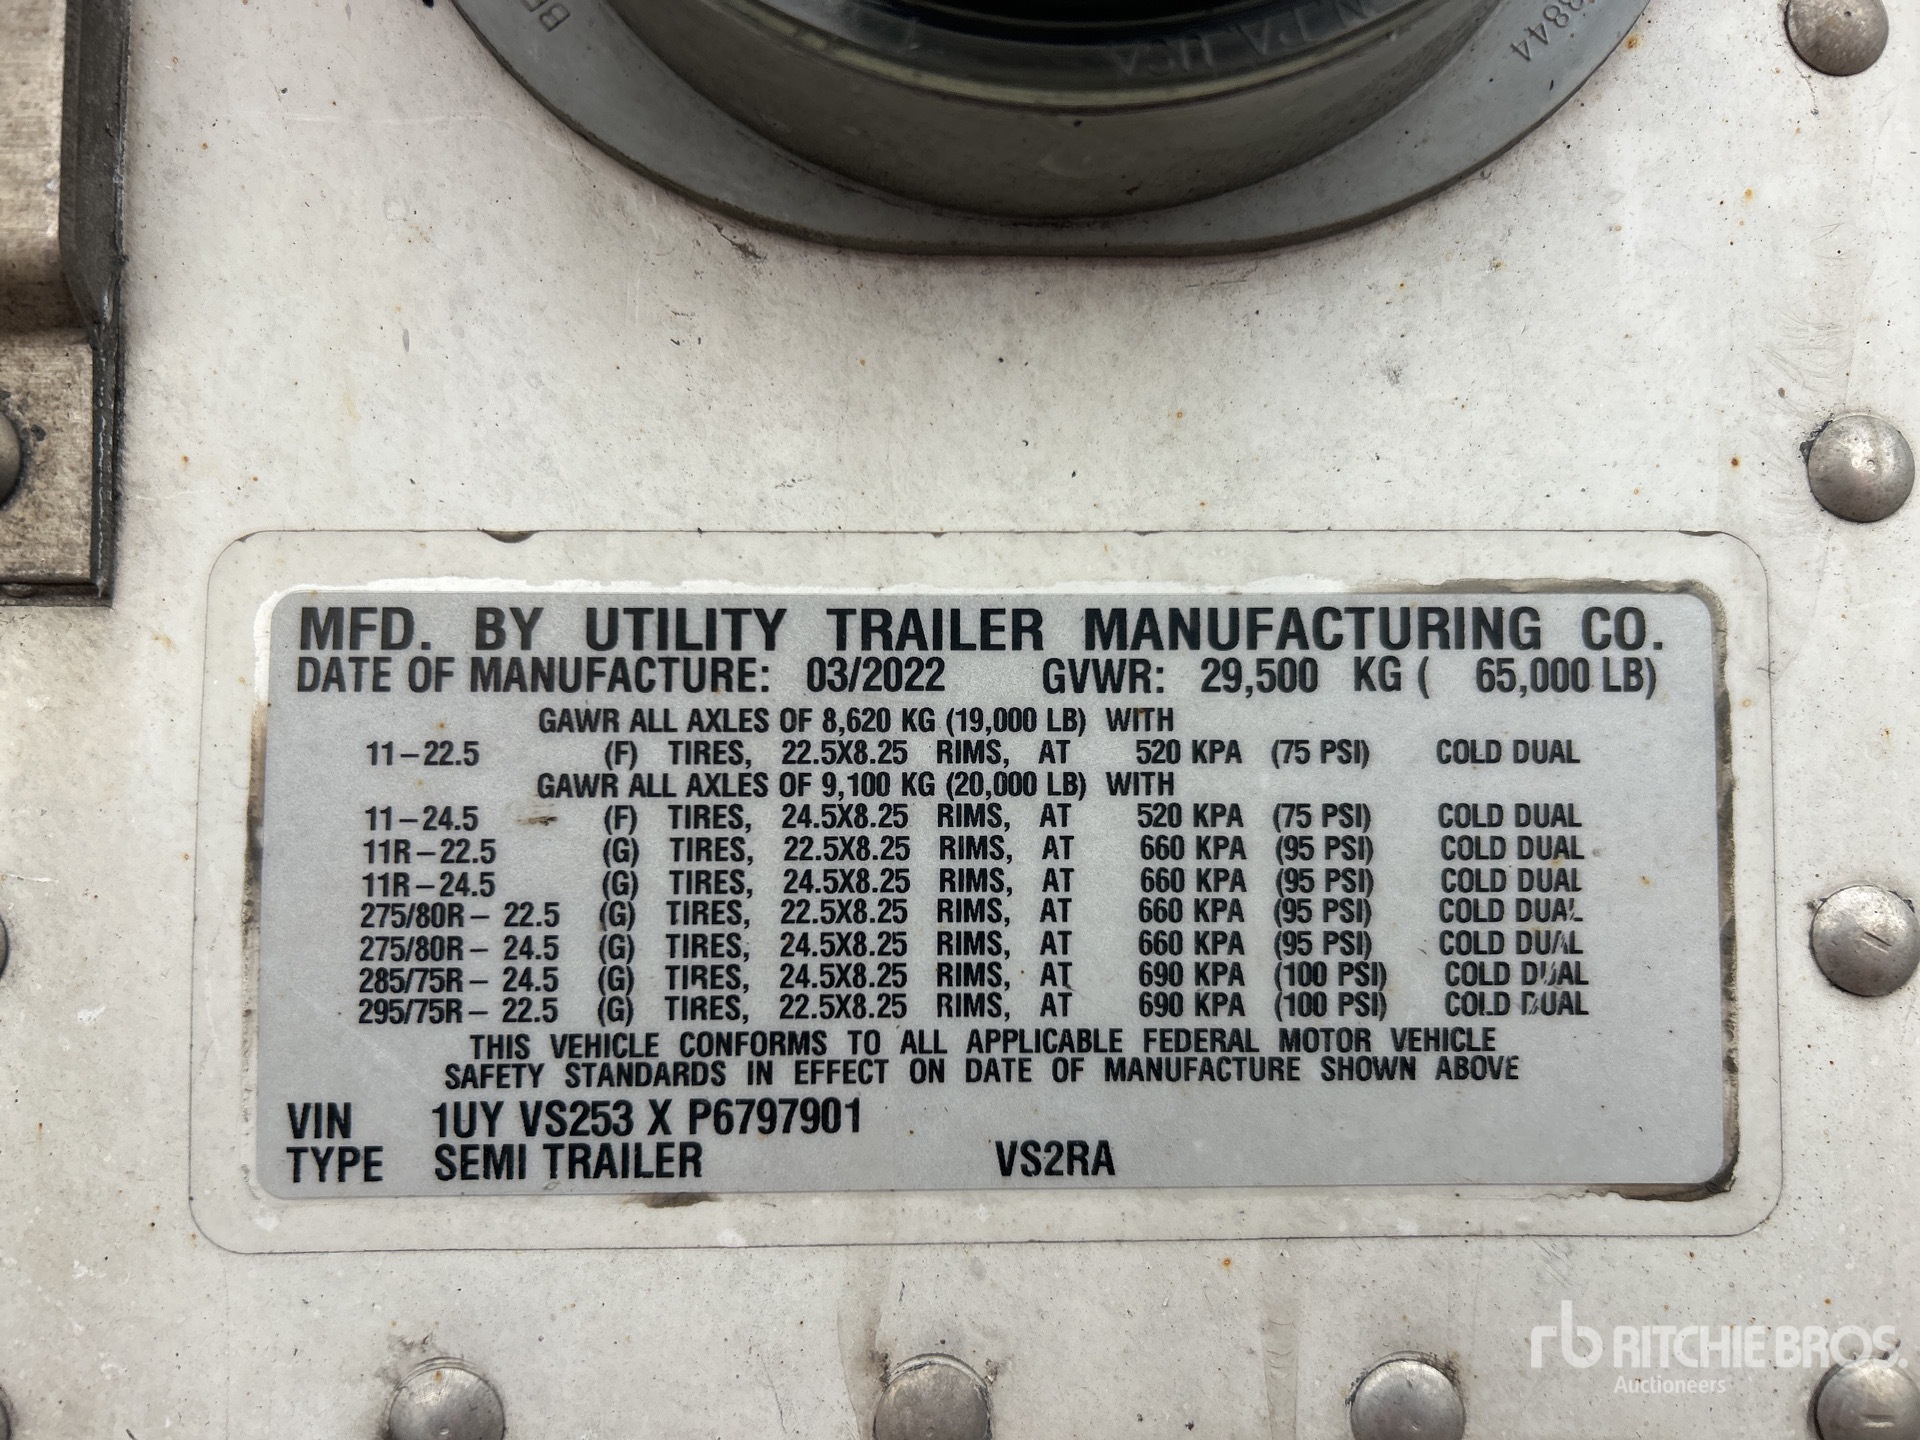 PA, USA
3844
MFD. BY UTILITY TRAILER MANUFACTURING CO.
DATE OF MANUFACTURE: 03/2022 GVWR: 29,500 KG ( 65,000 LB)
GAWR ALL AXLES OF 8,620 KG (19,000 LB) WITH
11-22.5 (F) TIRES, 22.5X8.25 RIMS, AT 520 KPA (75 PSI) COLD DUAL
GAWR ALL AXLES OF 9,100 KG (20,000 LB) WITH
11-24.5 (F) TIRES, 24.5X8.25 RIMS, AT 520 KPA (75 PSI) COLD DUAL
11R-22.5 (G) TIRES, 22.5X8.25 RIMS, AT 660 KPA (95 PSI) COLD DUAL
11R-24.5 (G) TIRES, 24.5X8.25 RIMS, AT 660 KPA (95 PSI) COLD DUAL
275/80R- 22.5 (G) TIRES, 22.5X8.25 RIMS, AT 660 KPA (95 PSI) COLD DUAL
275/80R- 24.5 (G) TIRES, 24.5X8.25 RIMS, AT 660 KPA (95 PSI) COLD DUAL
285/75R- 24.5 (G) TIRES, 24.5X8.25 RIMS, AT 690 KPA (100 PSI) COLD DUAL
295/75R- 22.5 (G) TIRES, 22.5X8.25 RIMS, AT 690 KPA (100 PSI) COLD DUAL
THIS VEHICLE CONFORMS TO ALL APPLICABLE FEDERAL MOTOR VEHICLE
SAFETY STANDARDS IN EFFECT ON DATE OF MANUFACTURE SHOWN ABOVE
VIN 1UY VS253 X P6797901
TYPE SEMI TRAILER VS2RA
rb RITCHIE BROS.
Auctioneers